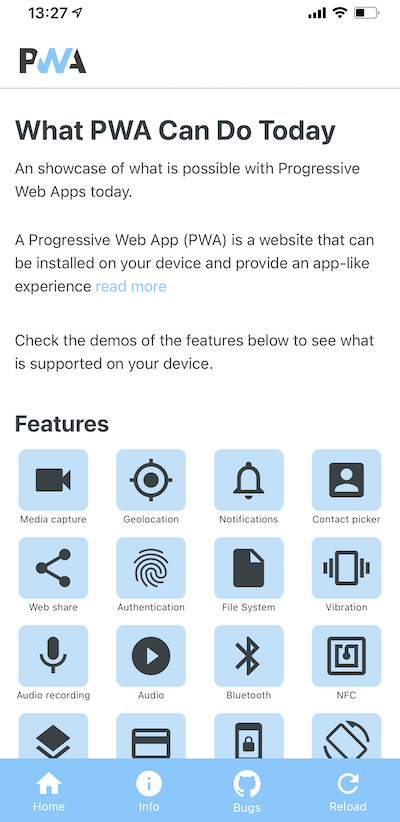 13:27
PWA
What PWA Can Do Today
An showcase of what is possible with Progressive
Web Apps today.
A Progressive Web App (PWA) is a website that can
be installed on your device and provide an app-like
experience read more
Check the demos of the features below to see what
is supported on your device.
Features
Media capture
Geolocation
Notifications
Contact picker
Web share
Authentication
File System
Vibration
Audio recording
Audio
Bluetooth
NFC
Home
Info
Bugs
Reload